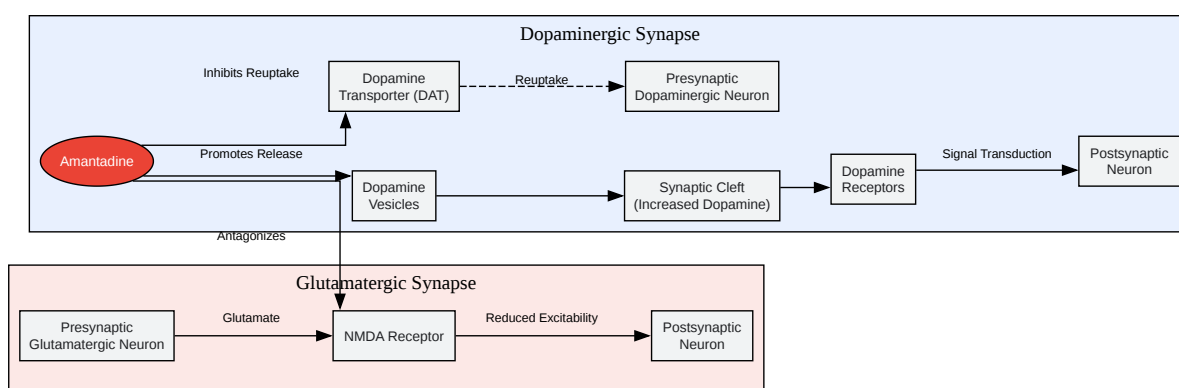 Dopaminergic Synapse
Inhibits Reuptake
Dopamine
Transporter (DAT)
Reuptake
Presynaptic
Dopaminergic Neuron
Amantadine
Promotes Release
Dopamine
Vesicles
Synaptic Cleft
(Increased Dopamine)
Dopamine
Receptors
Signal Transduction
Postsynaptic
Neuron
Antagonizes
Glutamatergic Synapse
Presynaptic
Glutamatergic Neuron
Glutamate
NMDA Receptor
Reduced Excitability
Postsynaptic
Neuron